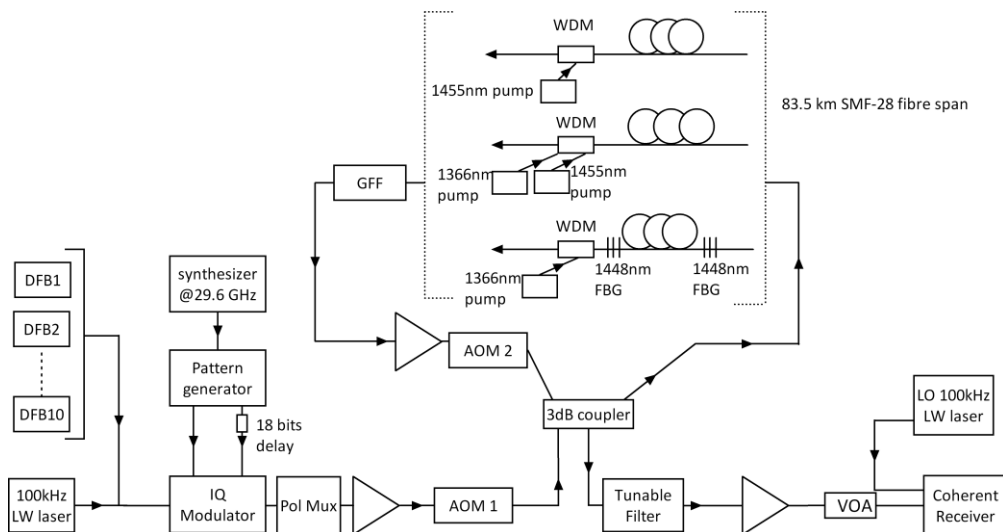 WDM
1455nm pump
83.5 km SMF-28 fibre span
WDM
1366nm
pump
1455nm
pump
GFF
WDM
1366nm
pump
1448nm
FBG
1448nm
FBG
DFB1
DFB2
DFB10
synthesizer
@29.6 GHz
Pattern
generator
18 bits
delay
AOM 2
3dB coupler
LO 100kHz
LW laser
100kHz
LW laser
IQ
Modulator
Pol Mux
AOM 1
Tunable
Filter
VOA
Coherent
Receiver